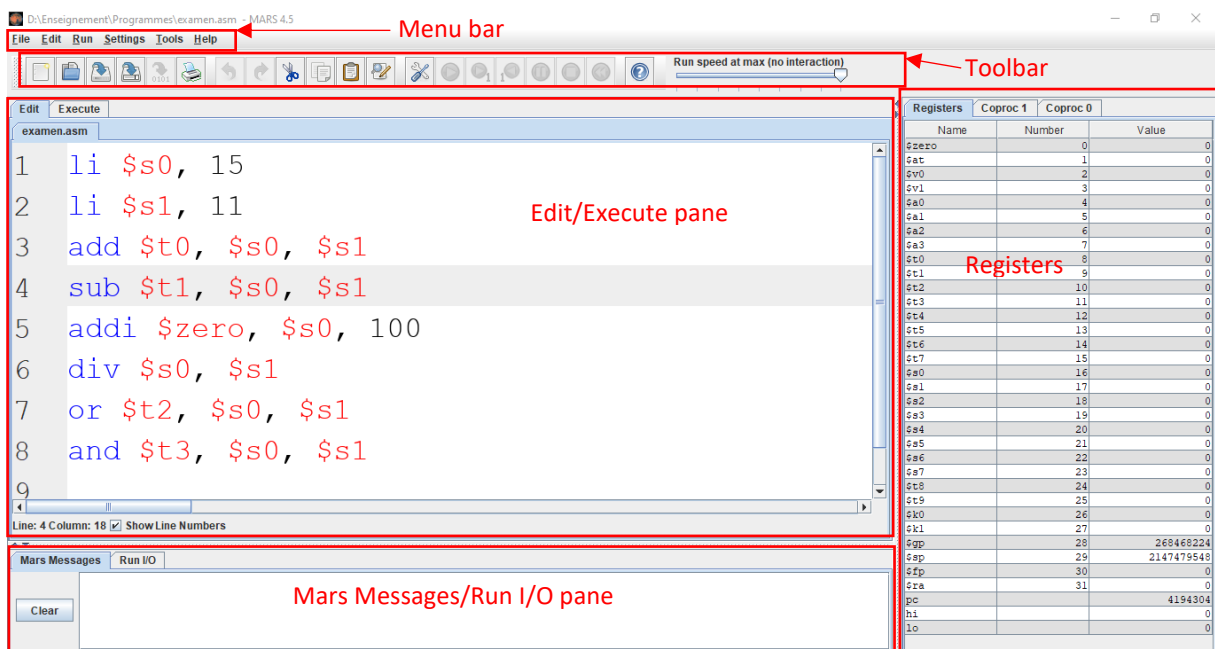 D:\Enseignement\Programmes\examen.asm - MARS 4.5
Menu bar
File Edit Run Settings Tools Help
Run speed at max (no interaction)
Toolbar
Edit Execute
examen.asm
1 li $s0, 15
2 li $s1, 11
3 add $t0, $s0, $s1
4 sub $t1, $s0, $s1
5 addi $zero, $s0, 100
6 div $s0, $s1
7 or $t2, $s0, $s1
8 and $t3, $s0, $s1
9
Edit/Execute pane
Line: 4 Column: 18 Show Line Numbers
Mars Messages Run I/O
Clear
Mars Messages/Run I/O pane
Registers Coproc 1 Coproc 0
Name Number Value
$zero 0 0
$at 1 0
$v0 2 0
$v1 3 0
$a0 4 0
$a1 5 0
$a2 6 0
$a3 7 0
$t0 8 0
$t1 9 0
Registers
$t2 10 0
$t3 11 0
$t4 12 0
$t5 13 0
$t6 14 0
$t7 15 0
$s0 16 0
$s1 17 0
$s2 18 0
$s3 19 0
$s4 20 0
$s5 21 0
$s6 22 0
$s7 23 0
$t8 24 0
$t9 25 0
$k0 26 0
$k1 27 0
$gp 28 268468224
$sp 29 2147479548
$fp 30 0
$ra 31 0
pc 4194304
hi 0
lo 0